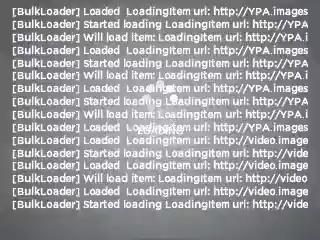 [BulkLoader] Loaded LoadingItem url: http://YPA.images
[BulkLoader] Started loading LoadingItem url: http://YPA
[BulkLoader] Will load item: LoadingItem url: http://YPA.i
[BulkLoader] Loaded LoadingItem url: http://YPA.images
[BulkLoader] Started loading LoadingItem url: http://YPA
[BulkLoader] Will load item: LoadingItem url: http://YPA.i
[BulkLoader] Loaded LoadingItem url: http://YPA.images
[BulkLoader] Started loading LoadingItem url: http://YPA
[BulkLoader] Will load item: LoadingItem url: http://YPA.i
[BulkLoader] Loaded LoadingItem url: http://YPA.images
[BulkLoader] Loaded LoadingItem url: http://video.image
[BulkLoader] Started loading LoadingItem url: http://vide
[BulkLoader] Loaded LoadingItem url: http://video.image
[BulkLoader] Will load item: LoadingItem url: http://video
[BulkLoader] Loaded LoadingItem url: http://video.image
[BulkLoader] Started loading LoadingItem url: http://vide